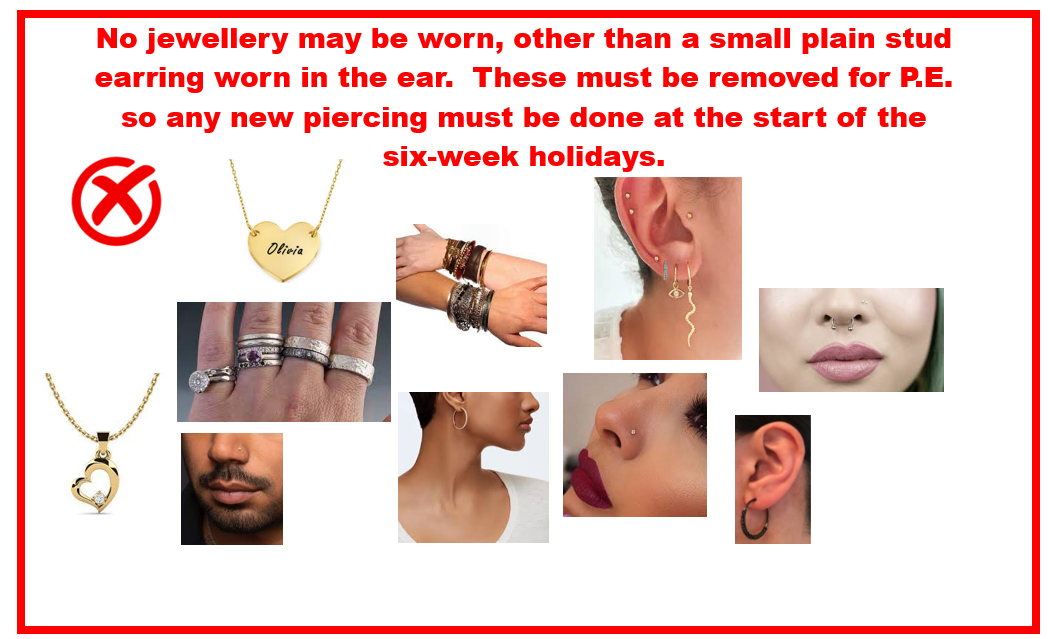 No jewellery may be worn, other than a small plain stud
earring worn in the ear.  These must be removed for P.E.
so any new piercing must be done at the start of the
six-week holidays.
Olivia